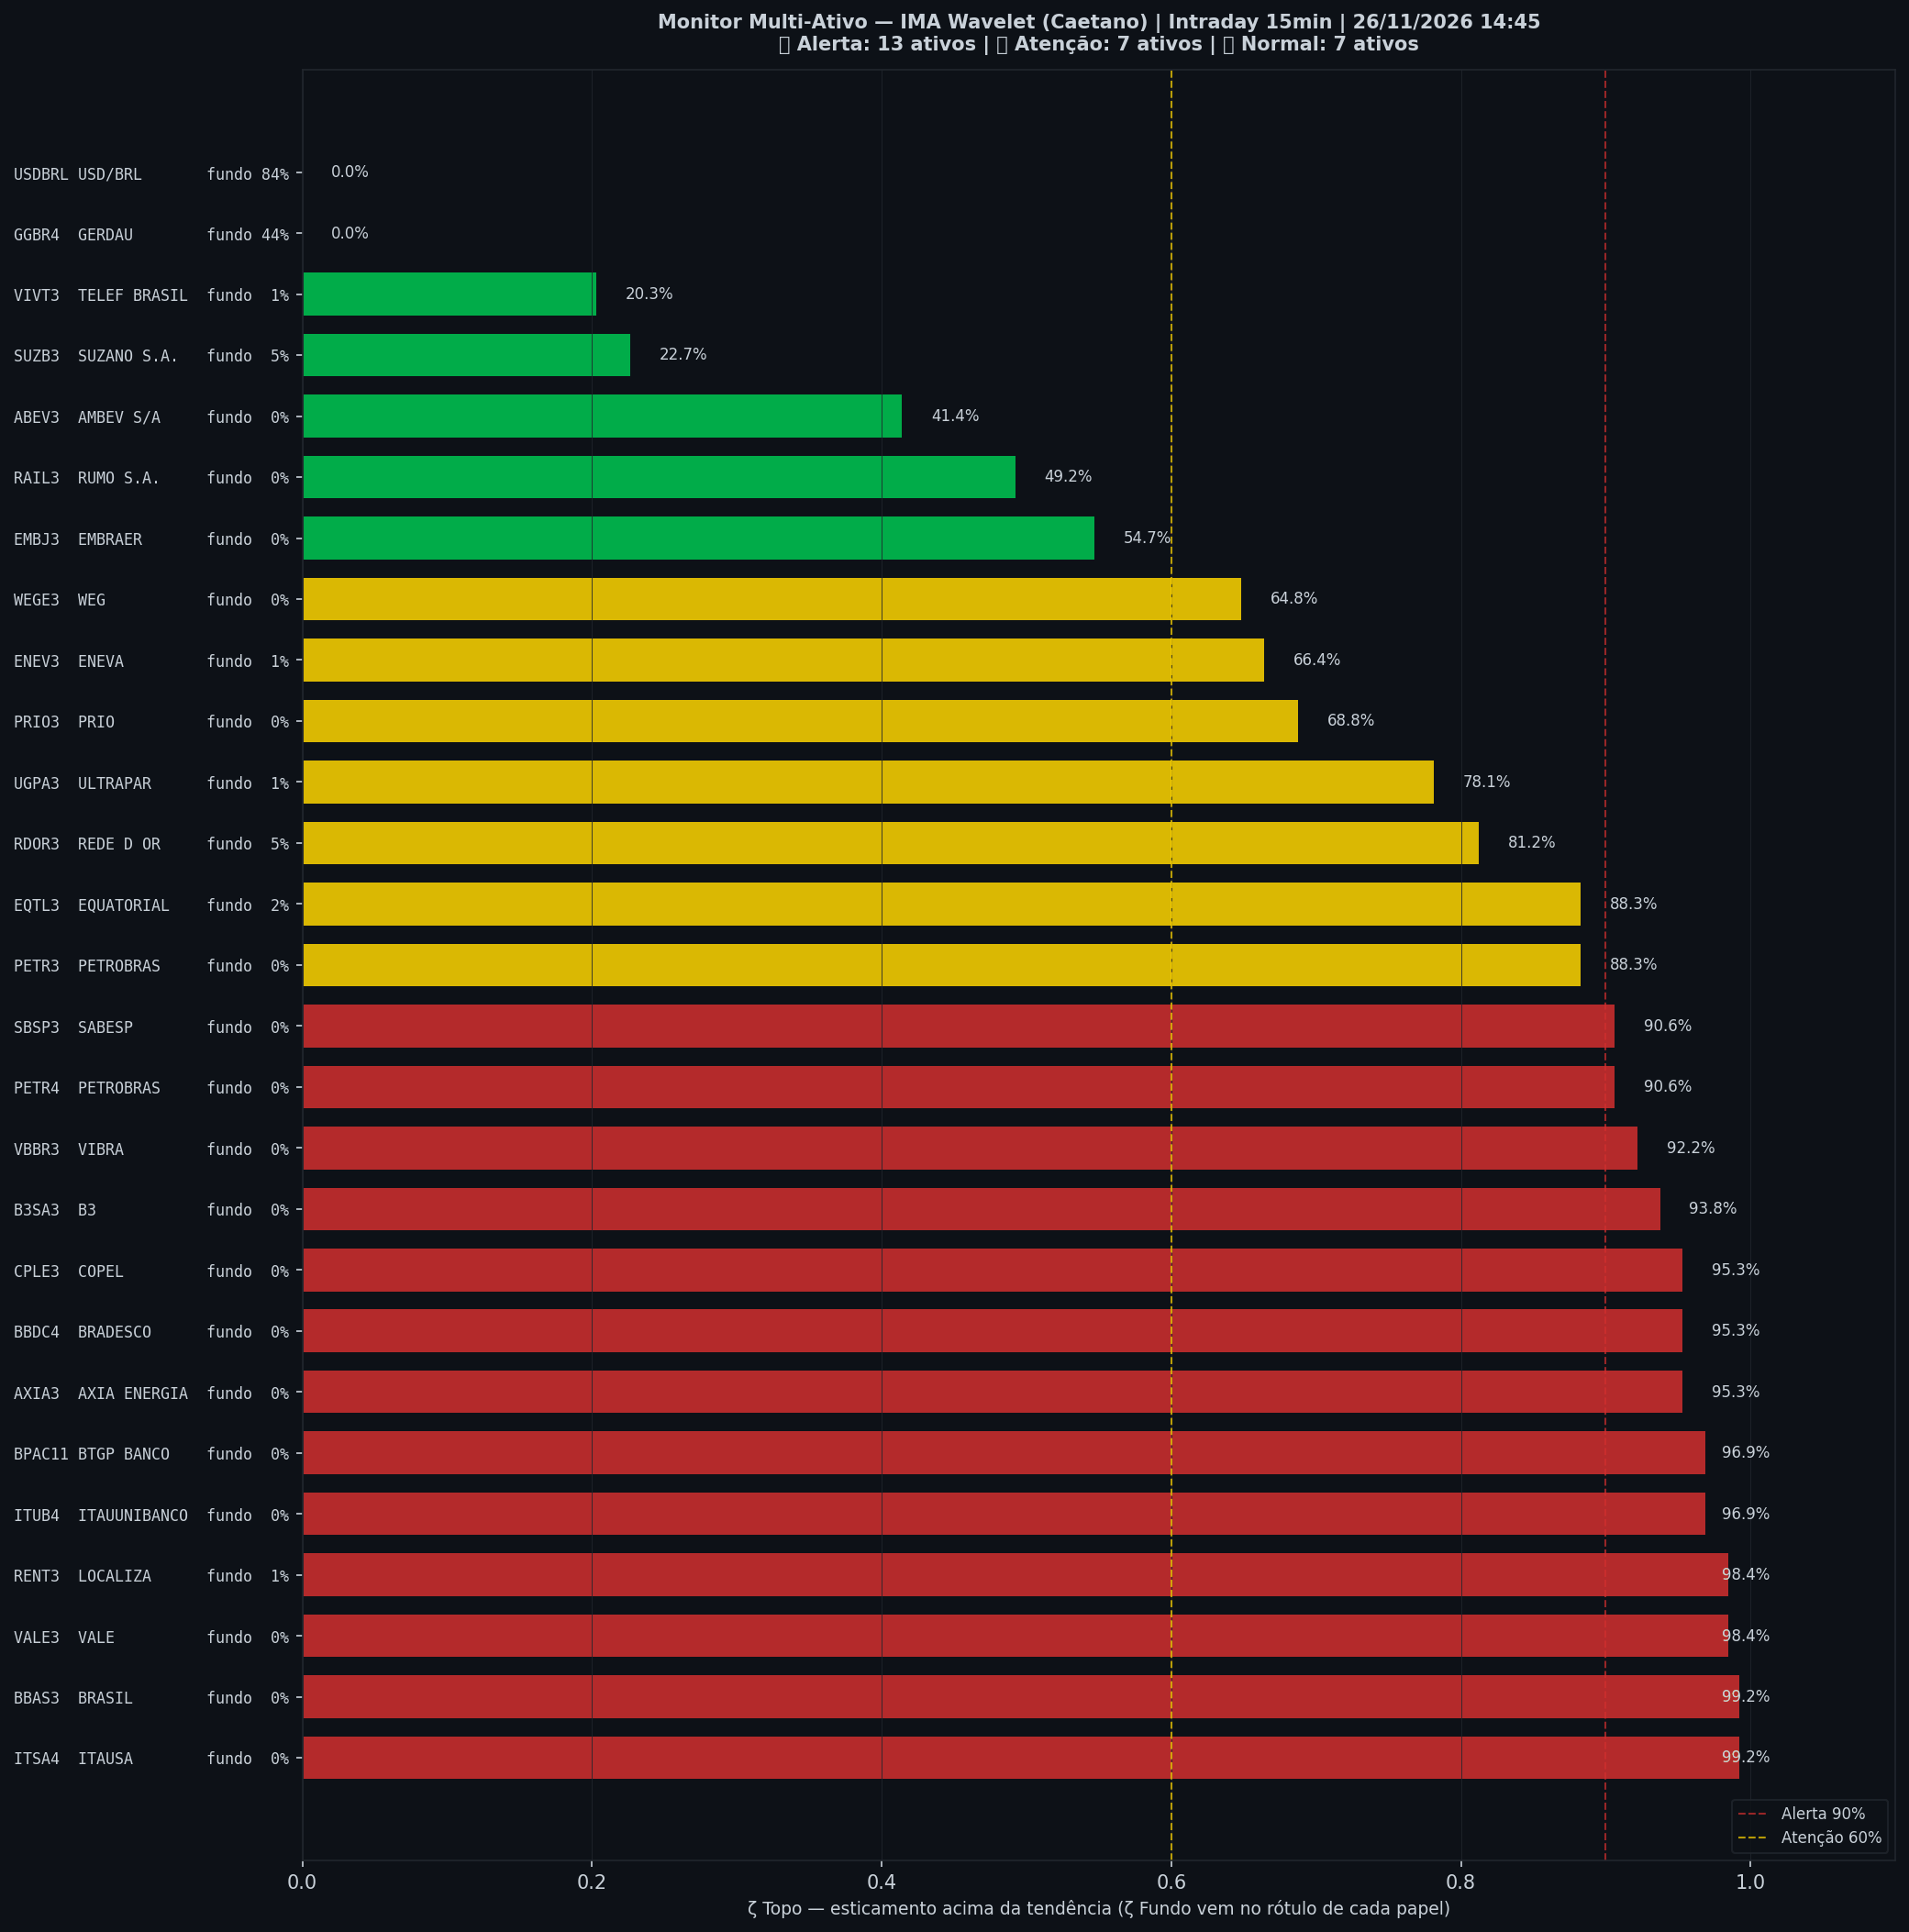 Monitor Multi-Ativo — IMA Wavelet (Caetano) | Intraday 15min | 26/11/2026 14:45
▯ Alerta: 13 ativos | ▯ Atenção: 7 ativos | ▯ Normal: 7 ativos
USDBRL USD/BRL fundo 84% 0.0%
GGBR4 GERDAU fundo 44% 0.0%
VIVT3 TELEF BRASIL fundo 1% 20.3%
SUZB3 SUZANO S.A. fundo 5% 22.7%
ABEV3 AMBEV S/A fundo 0% 41.4%
RAIL3 RUMO S.A. fundo 0% 49.2%
EMBJ3 EMBRAER fundo 0% 54.7%
WEGE3 WEG fundo 0% 64.8%
ENEV3 ENEVA fundo 1% 66.4%
PRIO3 PRIO fundo 0% 68.8%
UGPA3 ULTRAPAR fundo 1% 78.1%
RDOR3 REDE D OR fundo 5% 81.2%
EQTL3 EQUATORIAL fundo 2% 88.3%
PETR3 PETROBRAS fundo 0% 88.3%
SBSP3 SABESP fundo 0% 90.6%
PETR4 PETROBRAS fundo 0% 90.6%
VBBR3 VIBRA fundo 0% 92.2%
B3SA3 B3 fundo 0% 93.8%
CPLE3 COPEL fundo 0% 95.3%
BBDC4 BRADESCO fundo 0% 95.3%
AXIA3 AXIA ENERGIA fundo 0% 95.3%
BPAC11 BTGP BANCO fundo 0% 96.9%
ITUB4 ITAUUNIBANCO fundo 0% 96.9%
RENT3 LOCALIZA fundo 1% 98.4%
VALE3 VALE fundo 0% 98.4%
BBAS3 BRASIL fundo 0% 99.2%
ITSA4 ITAUSA fundo 0% 99.2%
Alerta 90%
Atenção 60%
0.0 0.2 0.4 0.6 0.8 1.0
ζ Topo — esticamento acima da tendência (ζ Fundo vem no rótulo de cada papel)